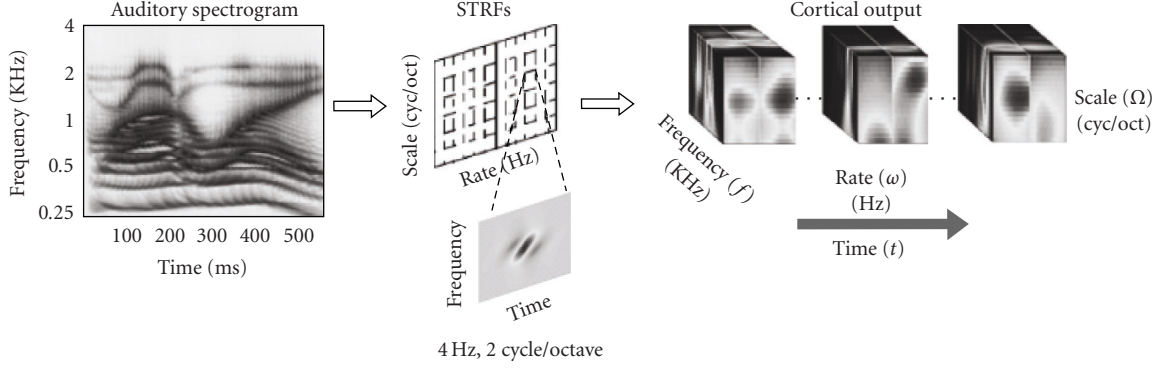 Auditory spectrogram
4
2
1
0.5
0.25
Frequency (KHz)
100 200 300 400 500
Time (ms)
STRFs
Scale (cyc/oct)
Rate (Hz)
Frequency
Time
4 Hz, 2 cycle/octave
Cortical output
Frequency (f)
(KHz)
Scale (Ω)
(cyc/oct)
Rate (ω)
(Hz)
Time (t)